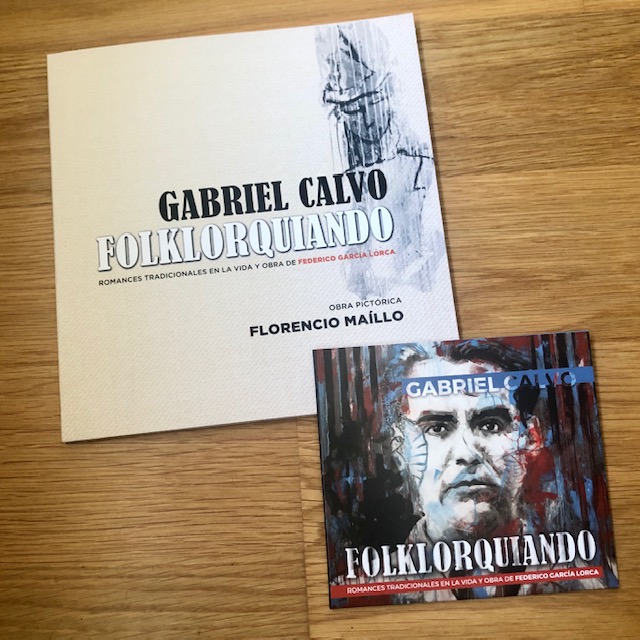 GABRIEL CALVO
FOLKLORQUIANDO
ROMANCES TRADICIONALES EN LA VIDA Y OBRA DE FEDERICO GARCÍA LORCA
OBRA PICTÓRICA
FLORENCIO MAÍLLO
GABRIEL CALVO
FOLKLORQUIANDO
ROMANCES TRADICIONALES EN LA VIDA Y OBRA DE FEDERICO GARCÍA LORCA